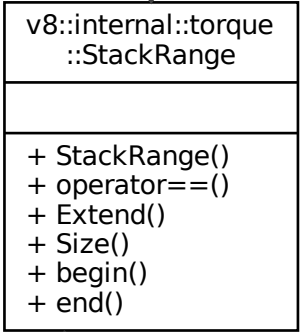 v8::internal::torque
::StackRange
+ StackRange()
+ operator==()
+ Extend()
+ Size()
+ begin()
+ end()